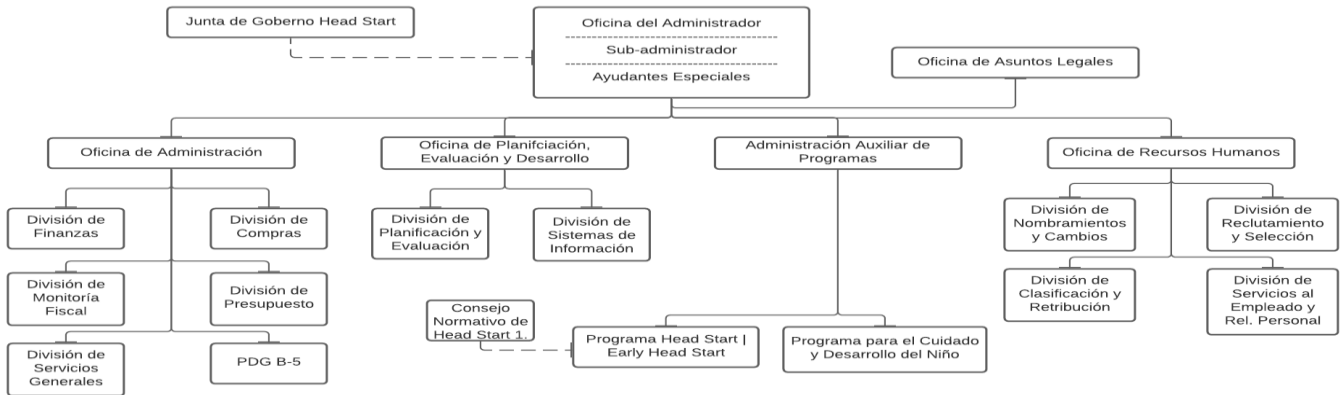 Junta de Goberno Head Start
Oficina del Administrador
Sub-administrador
Ayudantes Especiales
Oficina de Asuntos Legales
Oficina de Administración
Oficina de Planifciación,
Evaluación y Desarrollo
Administración Auxiliar de
Programas
Oficina de Recursos Humanos
División de
Finanzas
División de
Compras
División de
Planificación y
Evaluación
División de
Sistemas de
Información
División de
Nombramientos
y Cambios
División de
Reclutamiento
y Selección
División de
Monitoría
Fiscal
División de
Presupuesto
División de
Clasificación y
Retribución
División de
Servicios al
Empleado y
Rel. Personal
Consejo
Normativo de
Head Start 1.
Programa Head Start |
Early Head Start
Programa para el Cuidado
y Desarrollo del Niño
División de
Servicios
Generales
PDG B-5